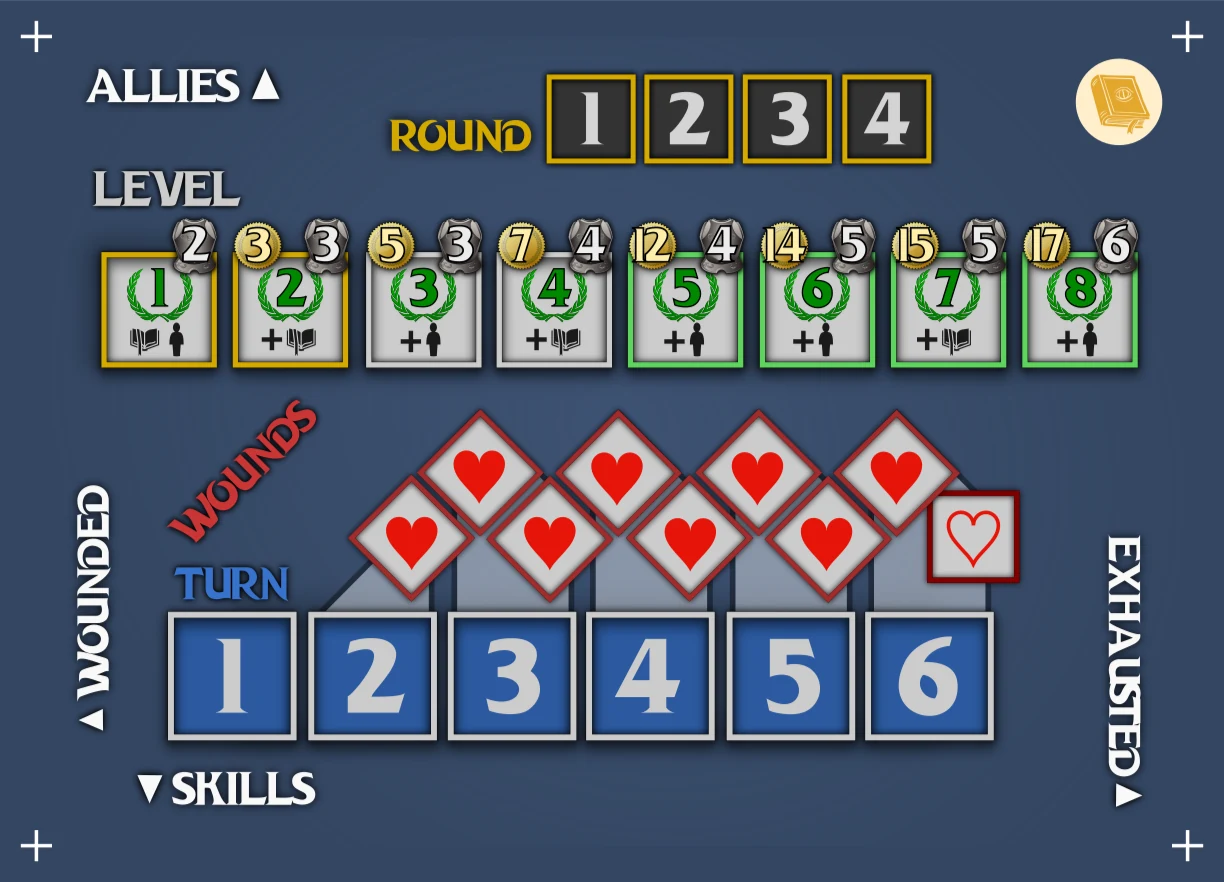 ALLIES
ROUND 1 2 3 4
LEVEL
2 3 3 5 3 7 4 12 4 14 5 15 5 17 6
1 2 3 4 5 6 7 8
+ + + + + + +
WOUNDS
WOUNDED
EXHAUSTED
TURN
1 2 3 4 5 6
SKILLS